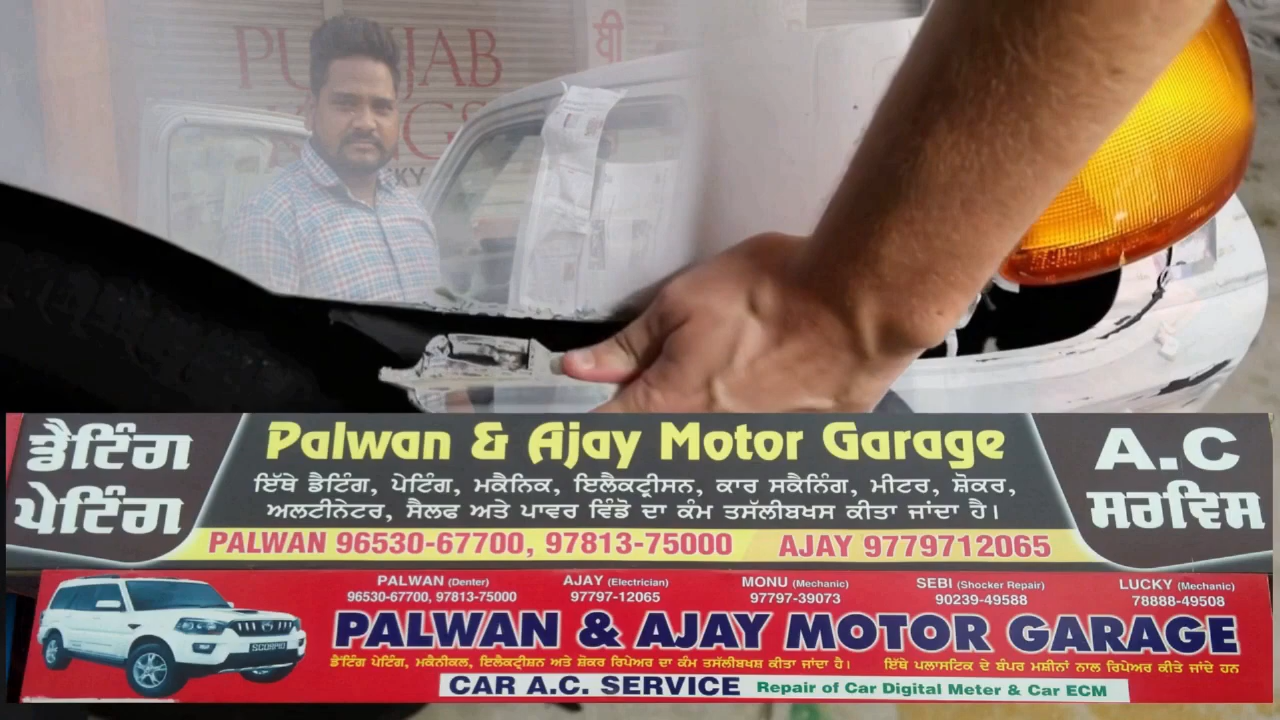 PUNJAB
ਬੀ
KY
ਡੈਟਿੰਗ
ਪੇਟਿੰਗ
Palwan & Ajay Motor Garage
ਇੱਥੇ ਡੈਟਿੰਗ, ਪੇਟਿੰਗ, ਮਕੈਨਿਕ, ਇਲੈਕਟ੍ਰੀਸਨ, ਕਾਰ ਸਕੈਨਿੰਗ, ਮੀਟਰ, ਸ਼ੋਕਰ,
ਅਲਟੀਨੇਟਰ, ਸੈਲਫ ਅਤੇ ਪਾਵਰ ਵਿੰਡੋ ਦਾ ਕੰਮ ਤਸੱਲੀਬਖਸ ਕੀਤਾ ਜਾਂਦਾ ਹੈ।
PALWAN 96530-67700, 97813-75000 AJAY 9779712065
A.C
ਸਰਵਿਸ
PALWAN (Denter) AJAY (Electrician) MONU (Mechanic) SEBI (Shocker Repair) LUCKY (Mechanic)
96530-67700, 97813-75000 97797-12065 97797-39073 90239-49588 78888-49508
PALWAN & AJAY MOTOR GARAGE
ਡੈਟਿੰਗ ਪੇਟਿੰਗ, ਮਕੈਨੀਕਲ, ਇਲੈਕਟ੍ਰੀਸ਼ਨ ਅਤੇ ਸ਼ੋਕਰ ਰਿਪੇਅਰ ਦਾ ਕੰਮ ਤਸੱਲੀਬਖਸ਼ ਕੀਤਾ ਜਾਂਦਾ ਹੈ। ਇੱਥੇ ਪਲਾਸਟਿਕ ਦੇ ਬੰਪਰ ਮਸ਼ੀਨਾਂ ਨਾਲ ਰਿਪੇਅਰ ਕੀਤੇ ਜਾਂਦੇ ਹਨ
CAR A.C. SERVICE Repair of Car Digital Meter & Car ECM
SCORPIO